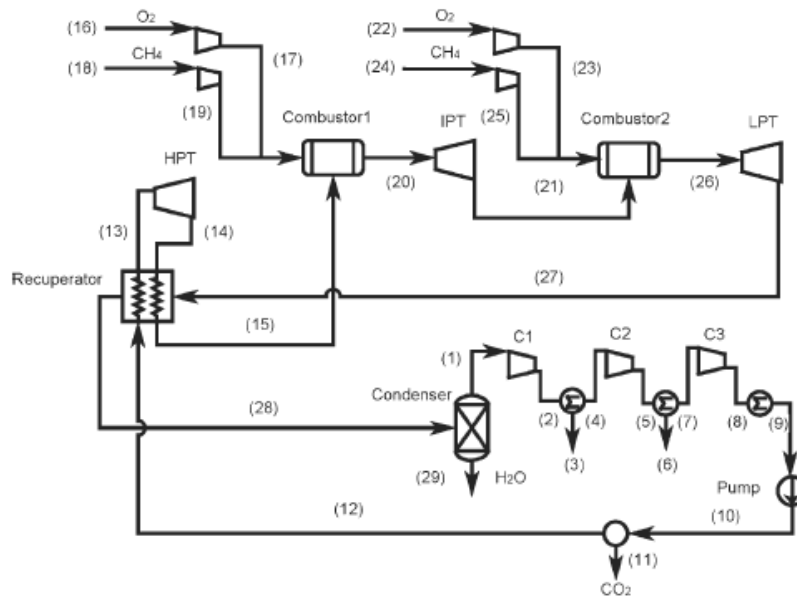 (16) O2 (22) O2
(18) CH4 (17) (24) CH4 (23)
(19) (25)
Combustor1 IPT Combustor2 LPT
HPT
(20) (21) (26)
(13) (14)
Recuperator
(27)
(15)
C1 C2 C3
(1)
Condenser
(28) (2) (4) (5) (7) (8) (9)
(3) (6)
(29) H2O
Pump
(12) (10)
(11)
CO2